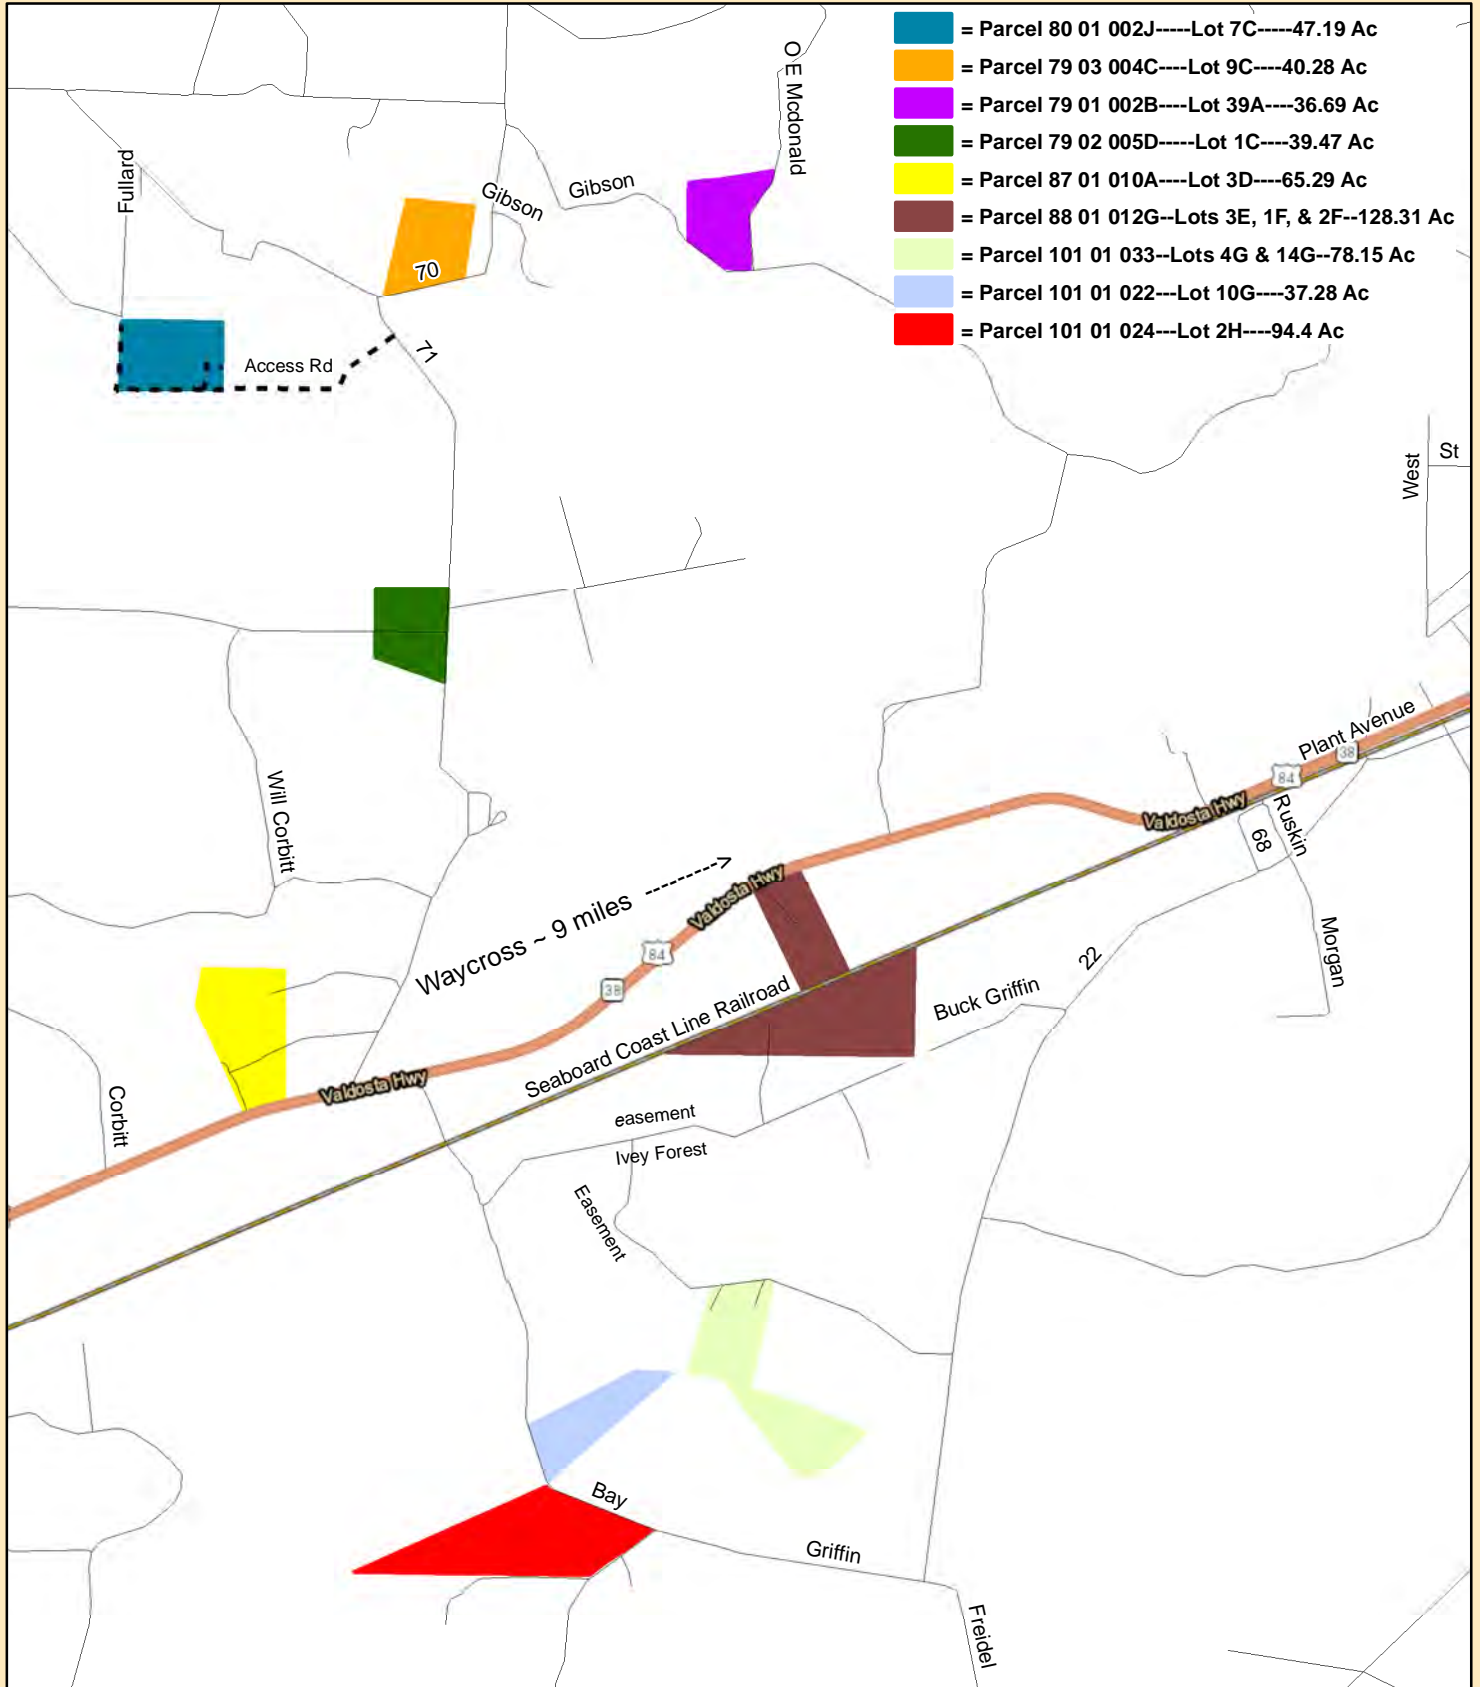 = Parcel 80 01 002J-----Lot 7C-----47.19 Ac
= Parcel 79 03 004C----Lot 9C----40.28 Ac
= Parcel 79 01 002B----Lot 39A----36.69 Ac
= Parcel 79 02 005D-----Lot 1C----39.47 Ac
= Parcel 87 01 010A----Lot 3D----65.29 Ac
= Parcel 88 01 012G--Lots 3E, 1F, & 2F--128.31 Ac
= Parcel 101 01 033--Lots 4G & 14G--78.15 Ac
= Parcel 101 01 022---Lot 10G----37.28 Ac
= Parcel 101 01 024---Lot 2H----94.4 Ac
O E Mcdonald
Fullard
Gibson
Gibson
70
71
Access Rd
West
St
Plant Avenue
38
84
Valdosta Hwy
Ruskin
68
Will Corbitt
Valdosta Hwy
Waycross ~ 9 miles
84
38
Morgan
22
Buck Griffin
Seaboard Coast Line Railroad
Valdosta Hwy
Corbitt
easement
Ivey Forest
Easement
Bay
Griffin
Freidel